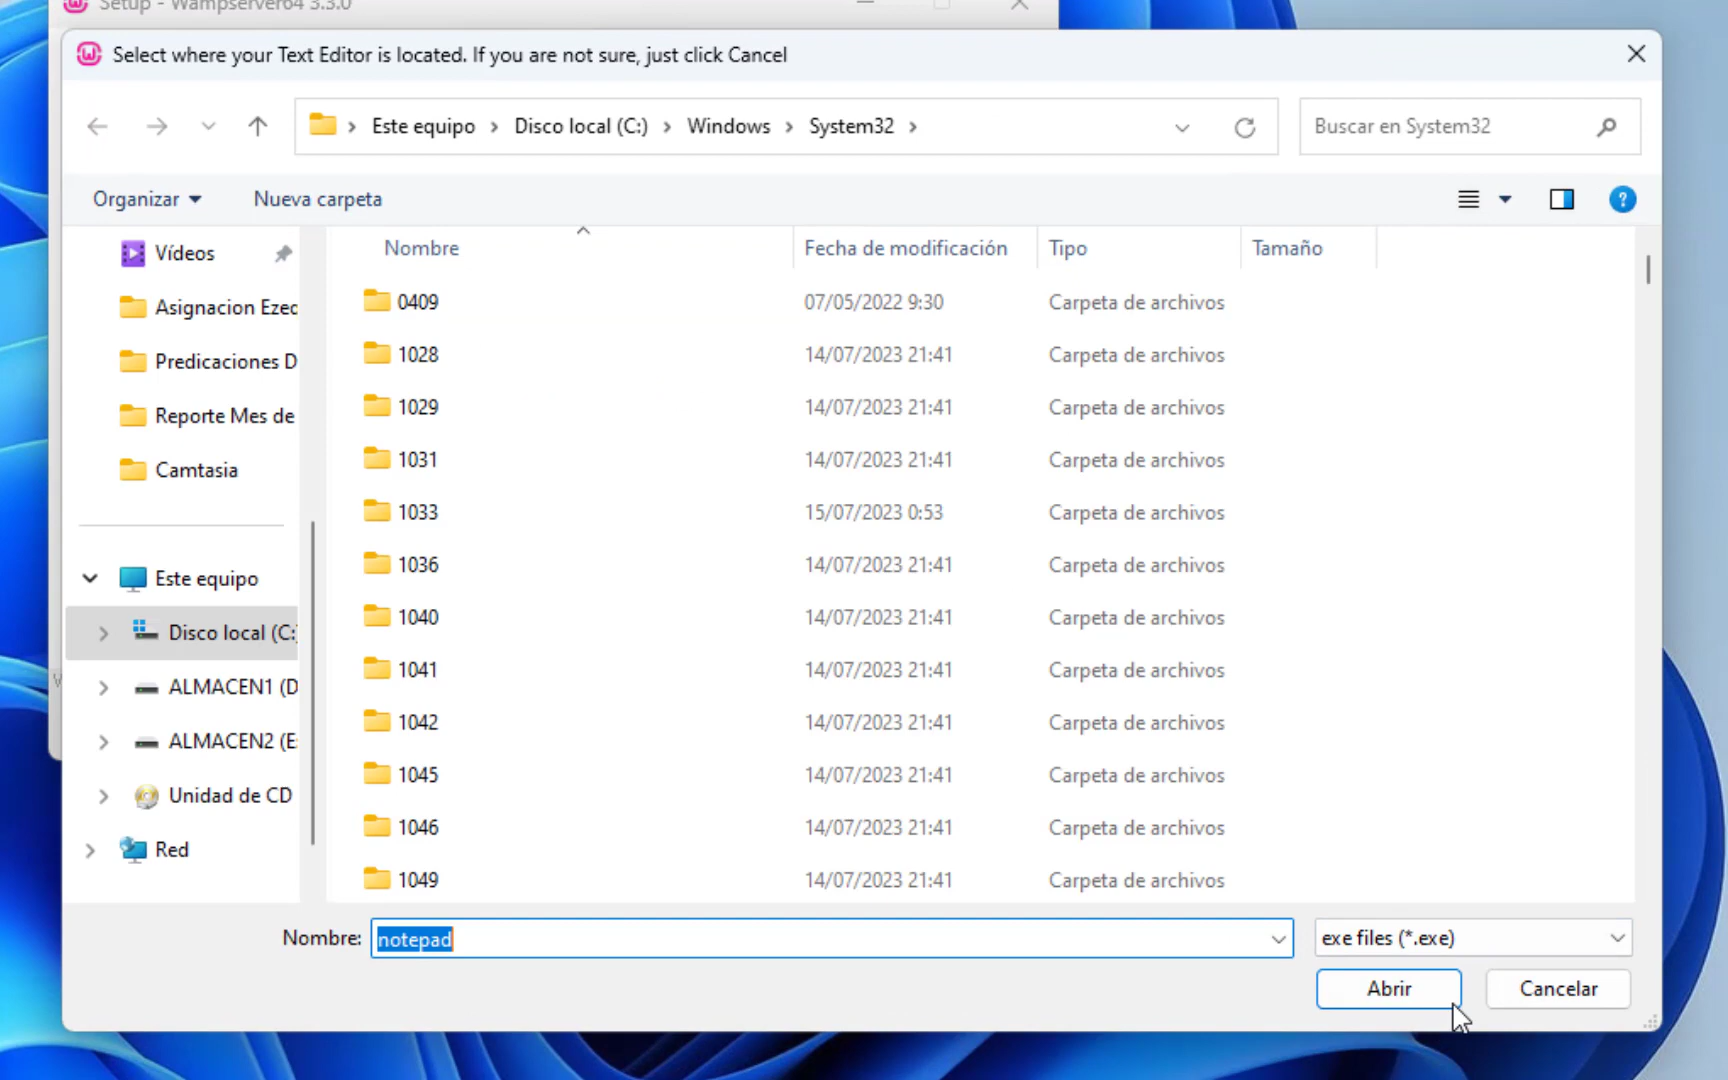 Setup - Wampserver64 3.3.0
Select where your Text Editor is located. If you are not sure, just click Cancel
Este equipo > Disco local (C:) > Windows > System32 >
Buscar en System32
Organizar
Nueva carpeta
Vídeos
Asignacion Ezec
Predicaciones D
Reporte Mes de
Camtasia
Este equipo
Disco local (C:
ALMACEN1 (D
ALMACEN2 (E:
Unidad de CD
Red
Nombre Fecha de modificación Tipo Tamaño
0409 07/05/2022 9:30 Carpeta de archivos
1028 14/07/2023 21:41 Carpeta de archivos
1029 14/07/2023 21:41 Carpeta de archivos
1031 14/07/2023 21:41 Carpeta de archivos
1033 15/07/2023 0:53 Carpeta de archivos
1036 14/07/2023 21:41 Carpeta de archivos
1040 14/07/2023 21:41 Carpeta de archivos
1041 14/07/2023 21:41 Carpeta de archivos
1042 14/07/2023 21:41 Carpeta de archivos
1045 14/07/2023 21:41 Carpeta de archivos
1046 14/07/2023 21:41 Carpeta de archivos
1049 14/07/2023 21:41 Carpeta de archivos
Nombre: notepad
exe files (*.exe)
Abrir
Cancelar